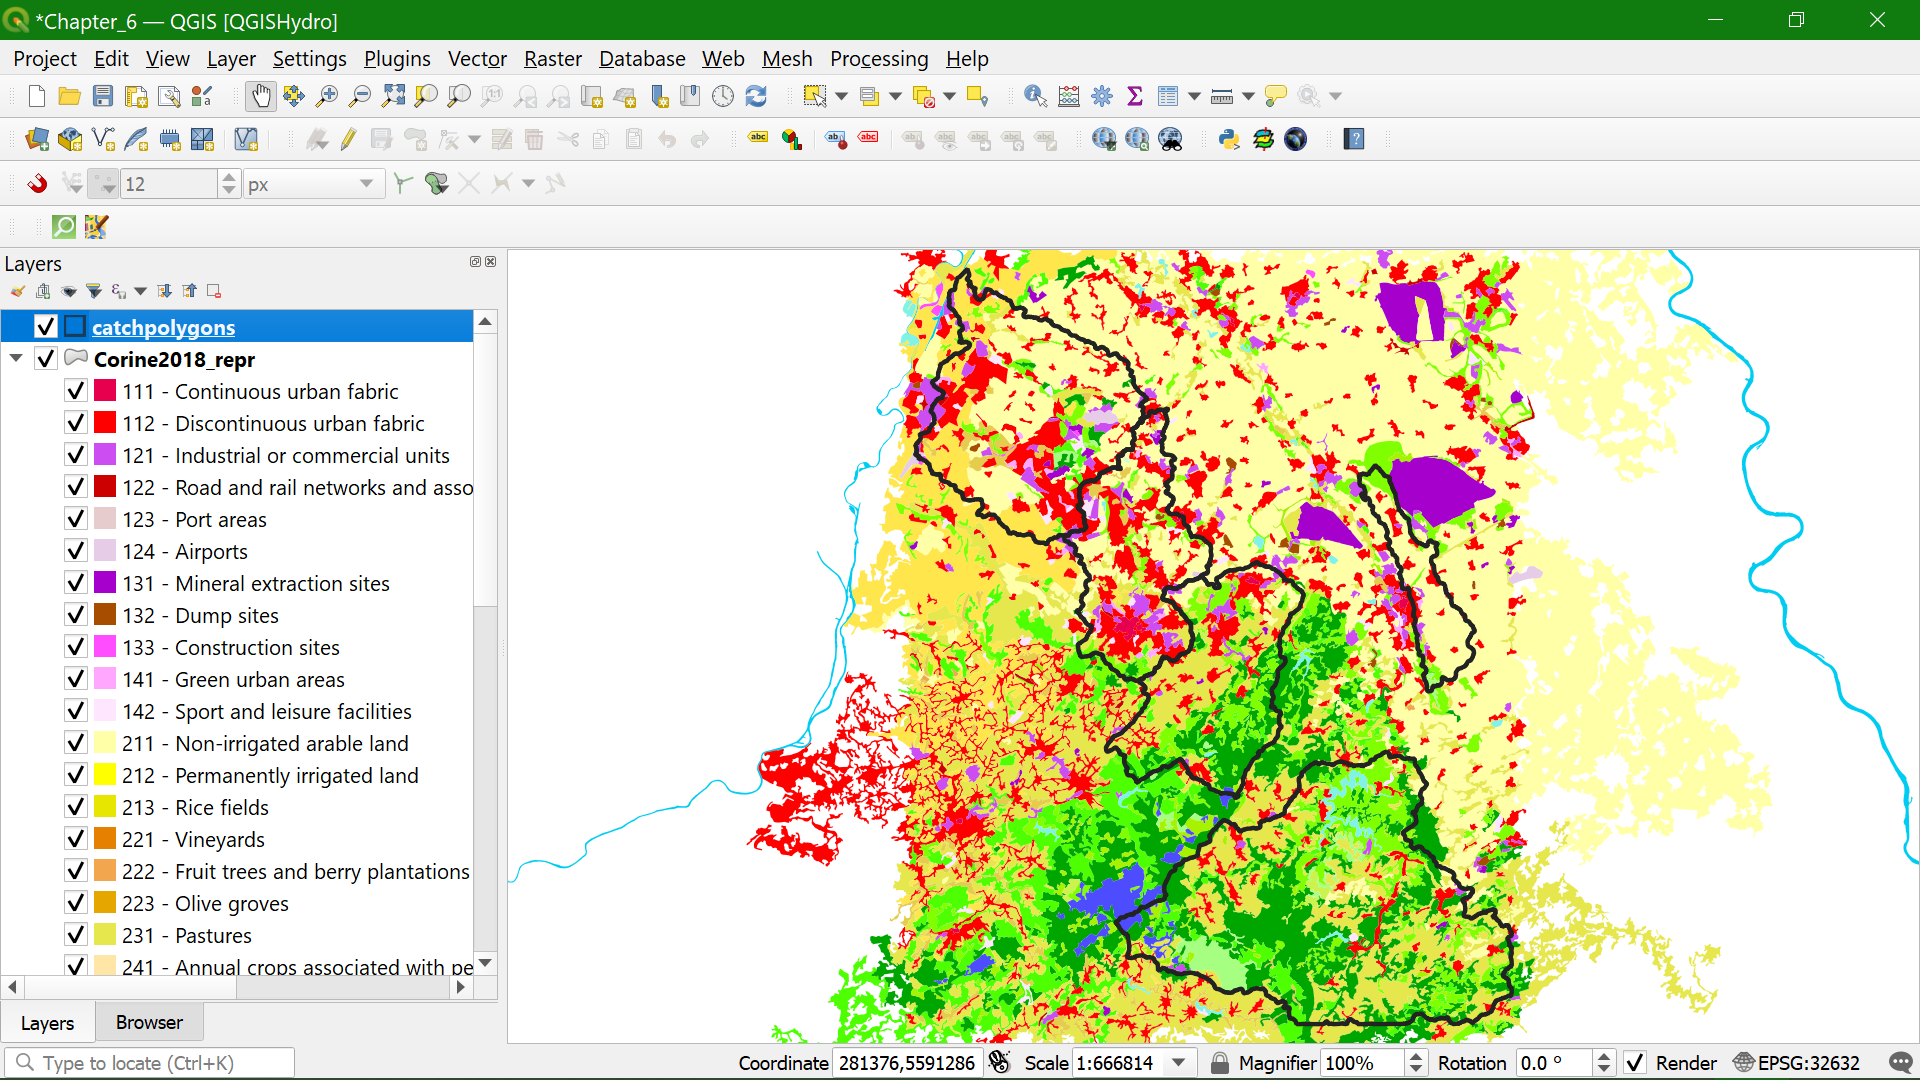 *Chapter_6 — QGIS [QGISHydro]
Project Edit View Layer Settings Plugins Vector Raster Database Web Mesh Processing Help
12 px
Layers
catchpolygons
Corine2018_repr
111 - Continuous urban fabric
112 - Discontinuous urban fabric
121 - Industrial or commercial units
122 - Road and rail networks and asso
123 - Port areas
124 - Airports
131 - Mineral extraction sites
132 - Dump sites
133 - Construction sites
141 - Green urban areas
142 - Sport and leisure facilities
211 - Non-irrigated arable land
212 - Permanently irrigated land
213 - Rice fields
221 - Vineyards
222 - Fruit trees and berry plantations
223 - Olive groves
231 - Pastures
241 - Annual crops associated with pe
Layers Browser
Type to locate (Ctrl+K) Coordinate 281376,5591286 Scale 1:666814 Magnifier 100% Rotation 0.0 ° Render EPSG:32632